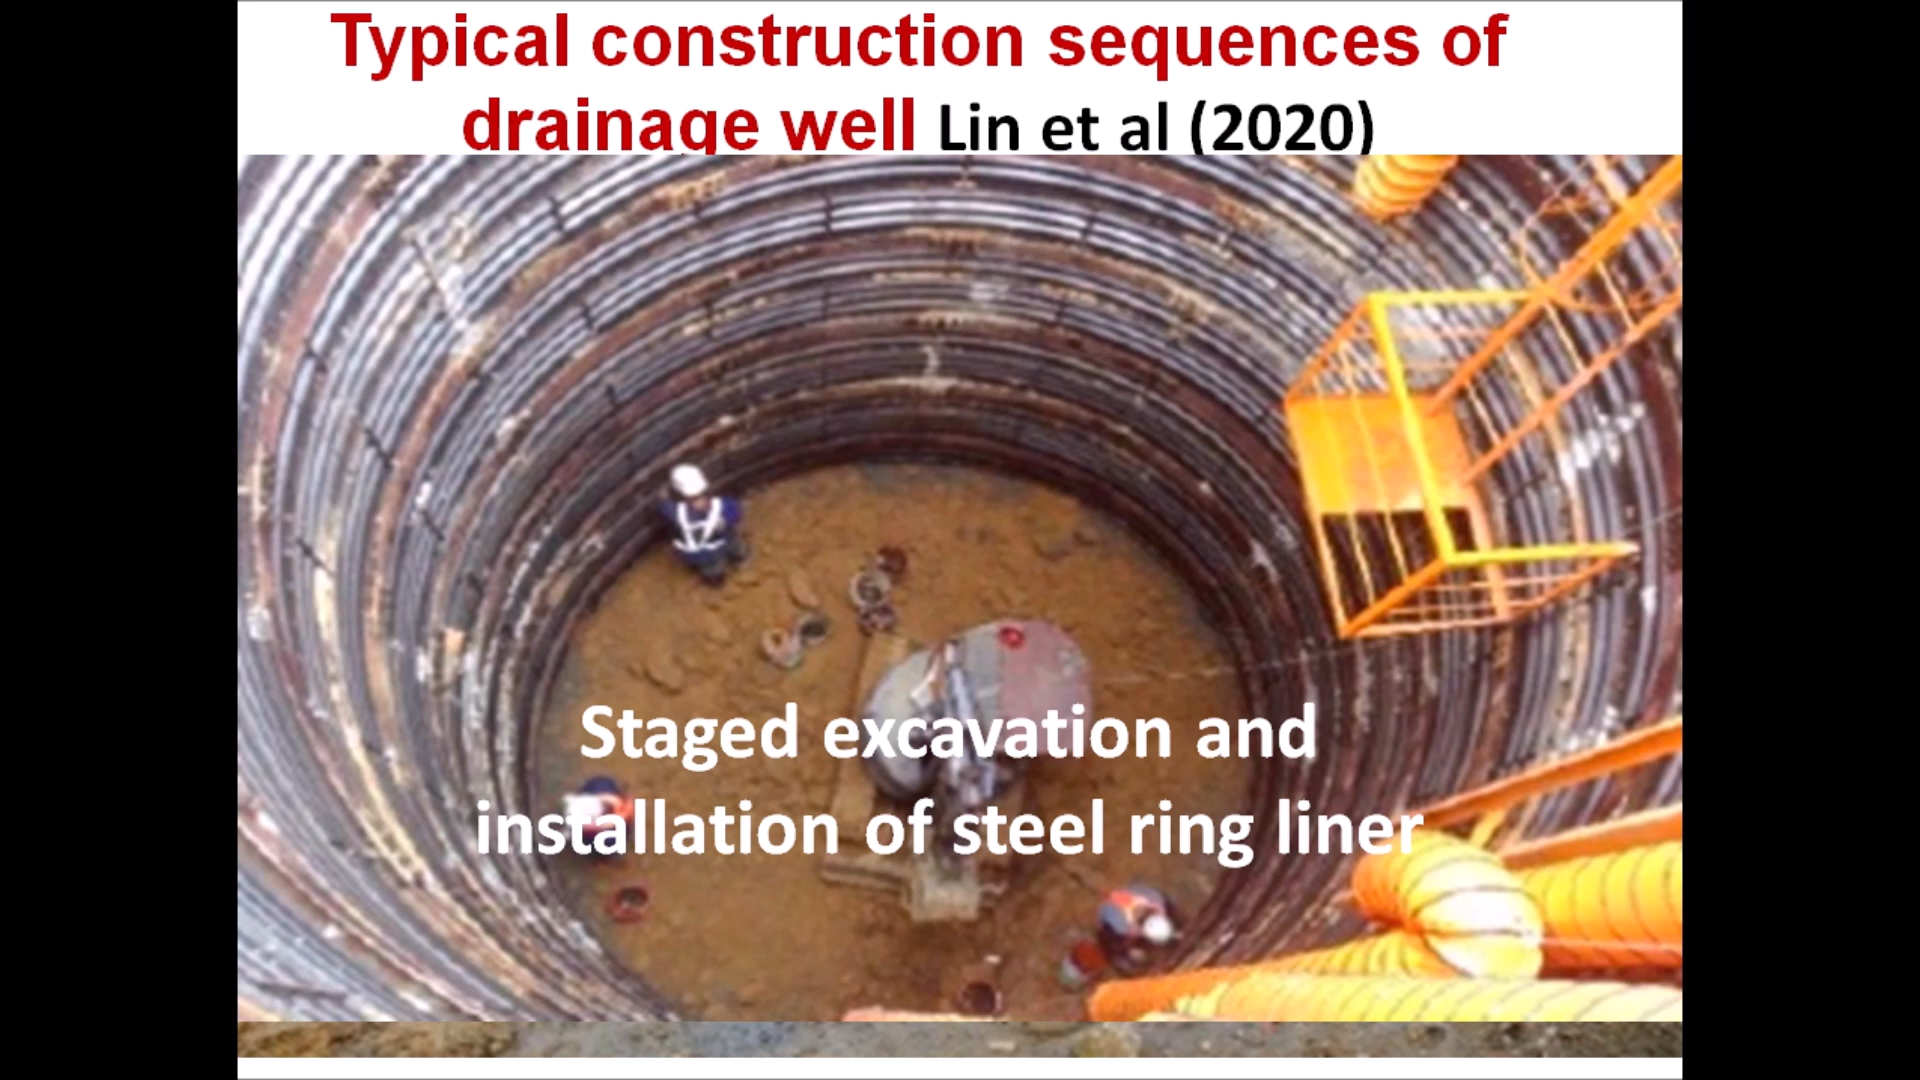 Typical construction sequences of
drainage well Lin et al (2020)
Staged excavation and
installation of steel ring liner